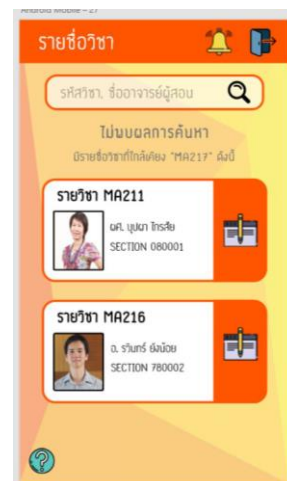 Android Mobile – 27
รายชื่อวิชา
รหัสวิชา, ชื่ออาจารย์ผู้สอน
ไม่พบผลการค้นหา
มีรายชื่อวิชาที่ใกล้เคียง "MA217" ดังนี้
รายวิชา MA211
ผศ. บุปผา ไกรสัย
SECTION 080001
รายวิชา MA216
อ. รวินทร์ ยังน้อย
SECTION 780002